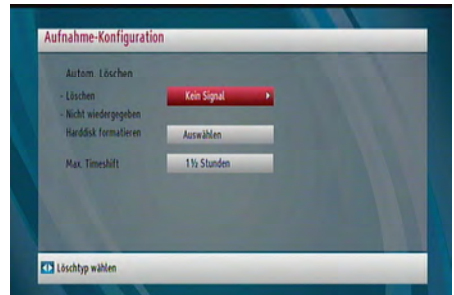 Aufnahme-Konfiguration
Autom. Löschen
- Löschen Kein Signal
- Nicht wiedergegeben
Harddisk formatieren Auswählen
Max. Timeshift 1½ Stunden
Löschtyp wählen